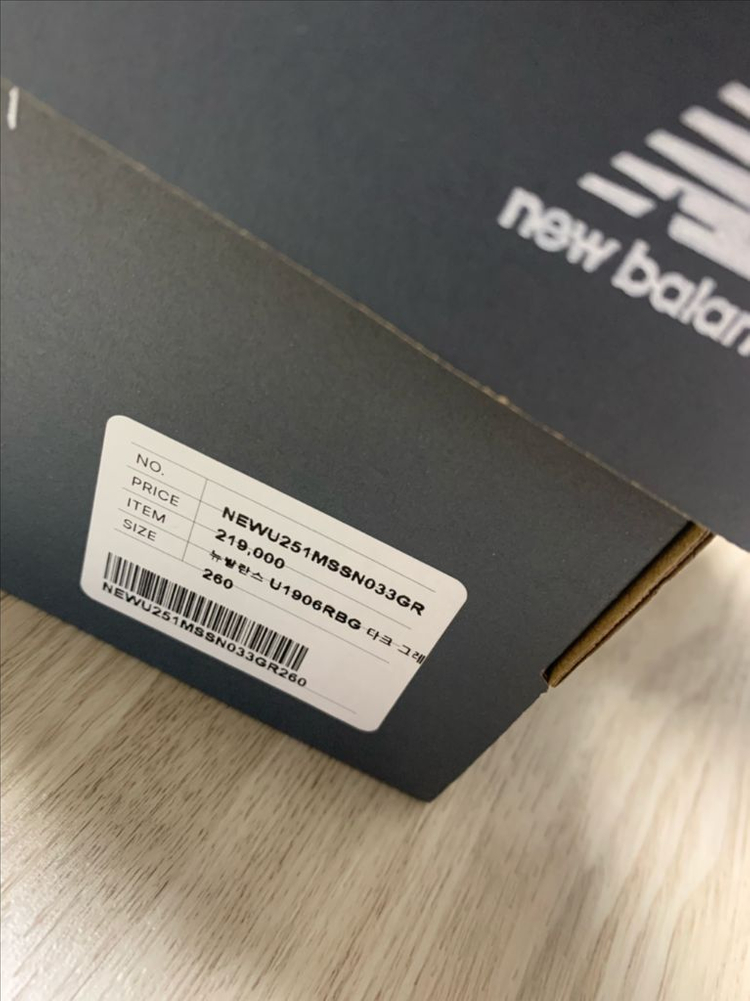 new balan
NO. NEWU251MSSN033GR
PRICE 219,000
ITEM 뉴발란스 U1906RBG 다크 그레
SIZE 260
NEWU251MSSN033GR260